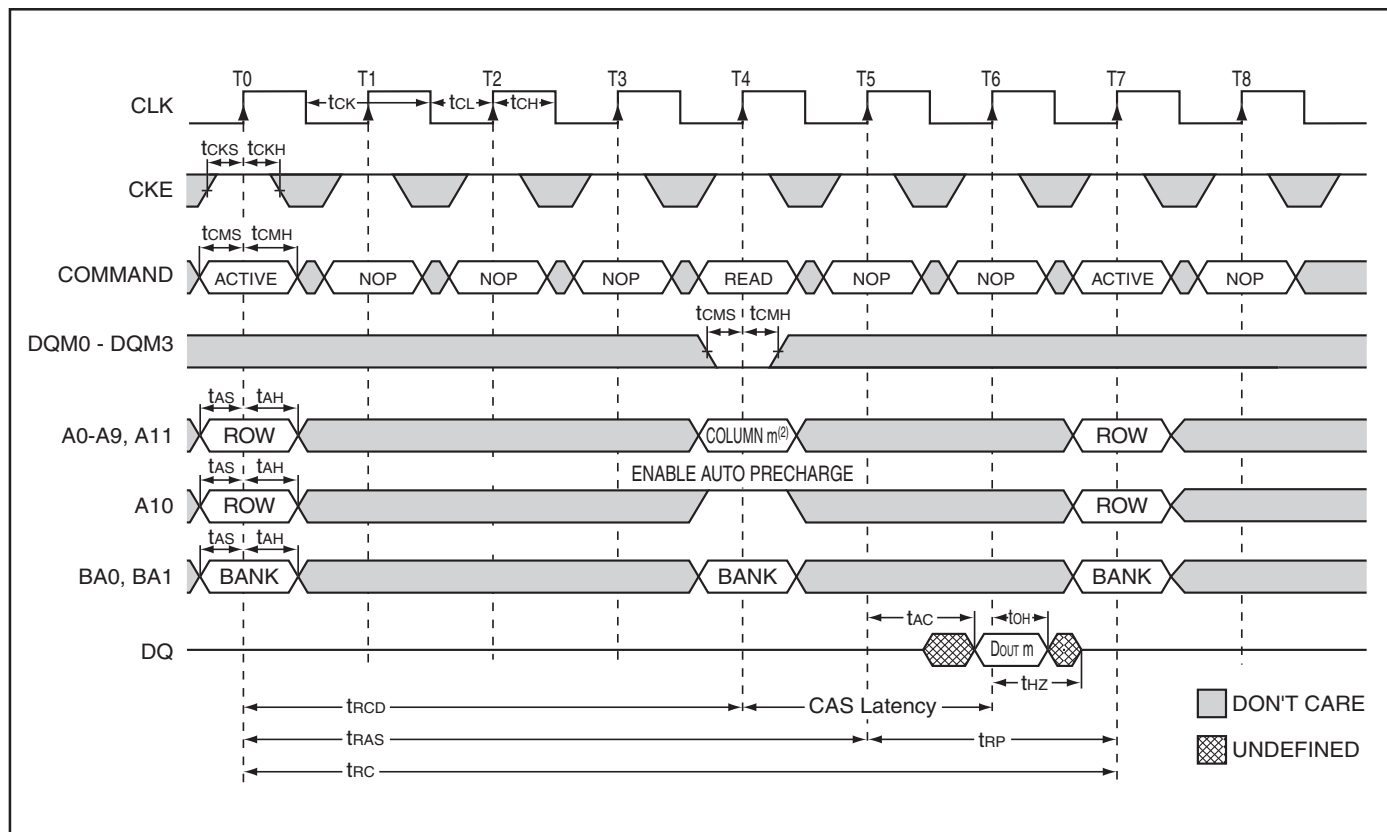 T0 T1 T2 T3 T4 T5 T6 T7 T8
CLK
tCK tCL tCH
tCKS tCKH
CKE
tCMS tCMH
COMMAND
ACTIVE NOP NOP NOP READ NOP NOP ACTIVE NOP
tCMS tCMH
DQM0 - DQM3
tAS tAH
A0-A9, A11
ROW COLUMN m(2) ROW
tAS tAH
ENABLE AUTO PRECHARGE
A10
ROW ROW
tAS tAH
BA0, BA1
BANK BANK BANK
tAC tOH
DQ
DOUT m
tHZ
tRCD CAS Latency
tRAS tRP
tRC
DON'T CARE
UNDEFINED